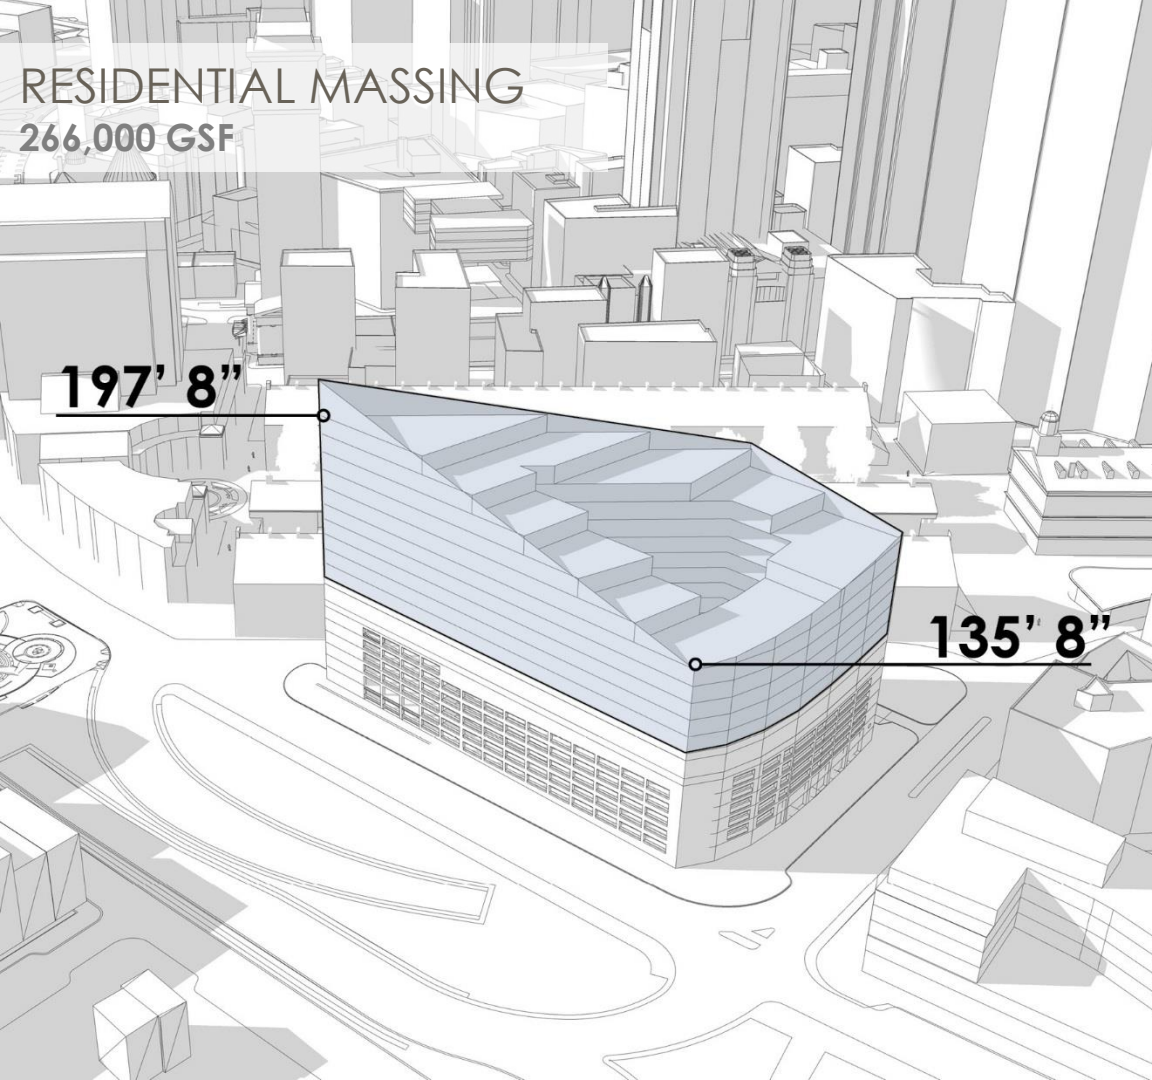 RESIDENTIAL MASSING
266,000 GSF
197’ 8”
135’ 8”